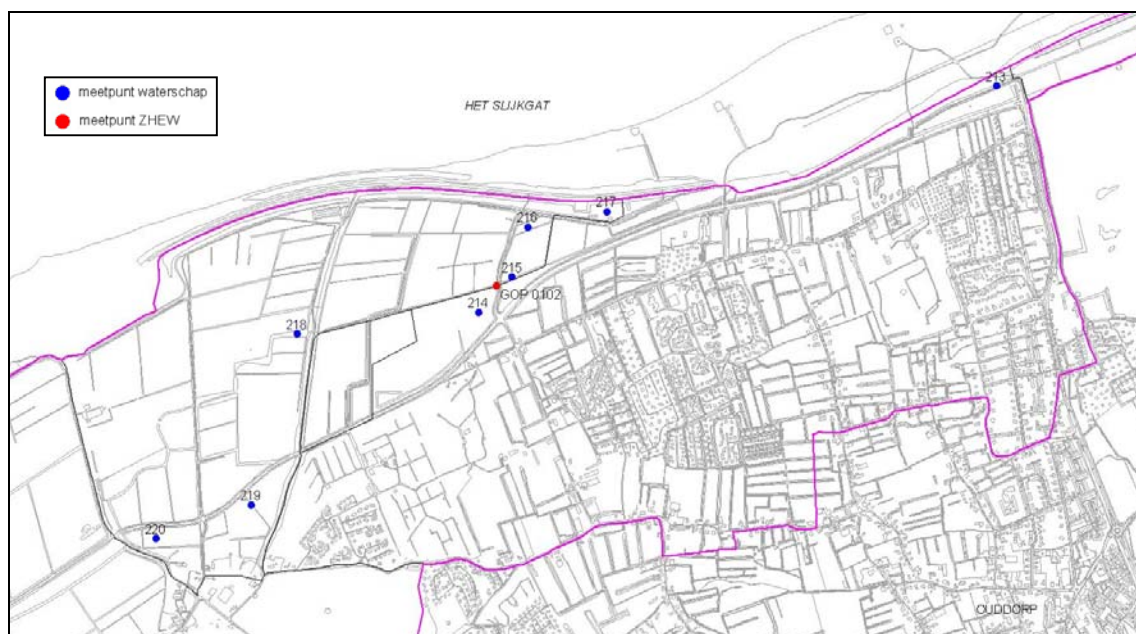 meetpunt waterschap
meetpunt ZHEW
HET SLIJKGAT
213
217
216
215
GOP 0102
214
218
219
220
OUDDORP